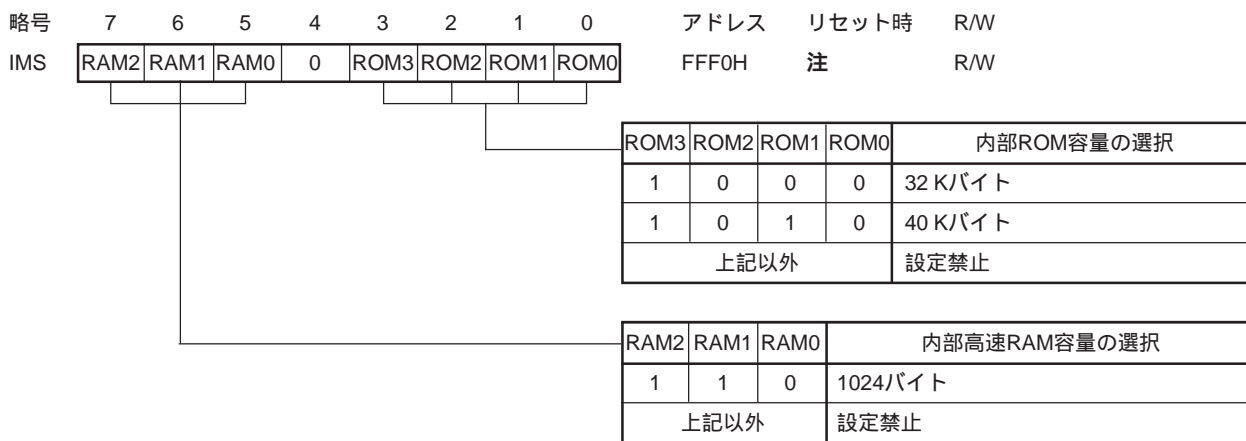 略号 7 6 5 4 3 2 1 0 アドレス リセット時 R/W
IMS RAM2 RAM1 RAM0 0 ROM3 ROM2 ROM1 ROM0 FFF0H 注 R/W
ROM3 ROM2 ROM1 ROM0 内部ROM容量の選択
1 0 0 0 32 Kバイト
1 0 1 0 40 Kバイト
上記以外 設定禁止
RAM2 RAM1 RAM0 内部高速RAM容量の選択
1 1 0 1024バイト
上記以外 設定禁止